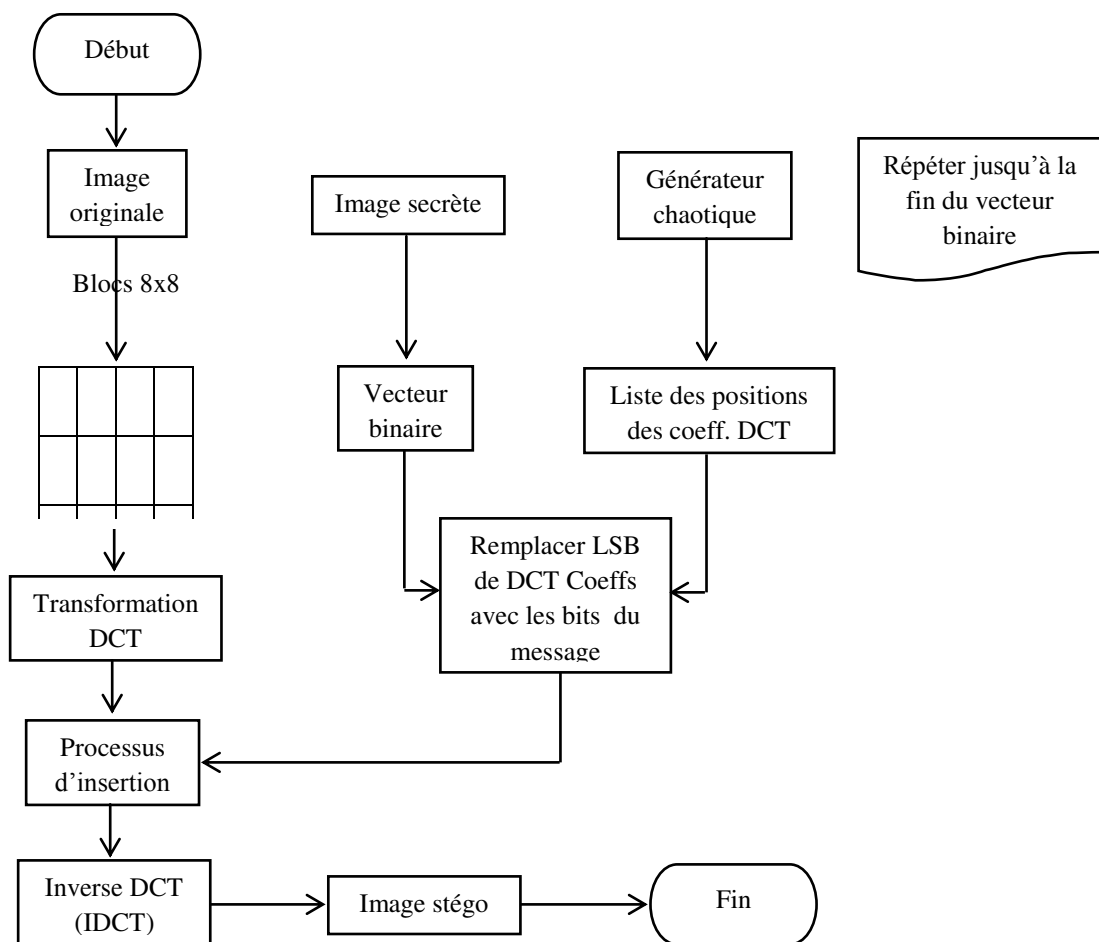 Début
Image
originale
Image secrète
Générateur
chaotique
Répéter jusqu'à la
fin du vecteur
binaire
Blocs 8x8
Vecteur
binaire
Liste des positions
des coeff. DCT
Remplacer LSB
de DCT Coeffs
avec les bits du
message
Transformation
DCT
Processus
d'insertion
Inverse DCT
(IDCT)
Image stégo
Fin